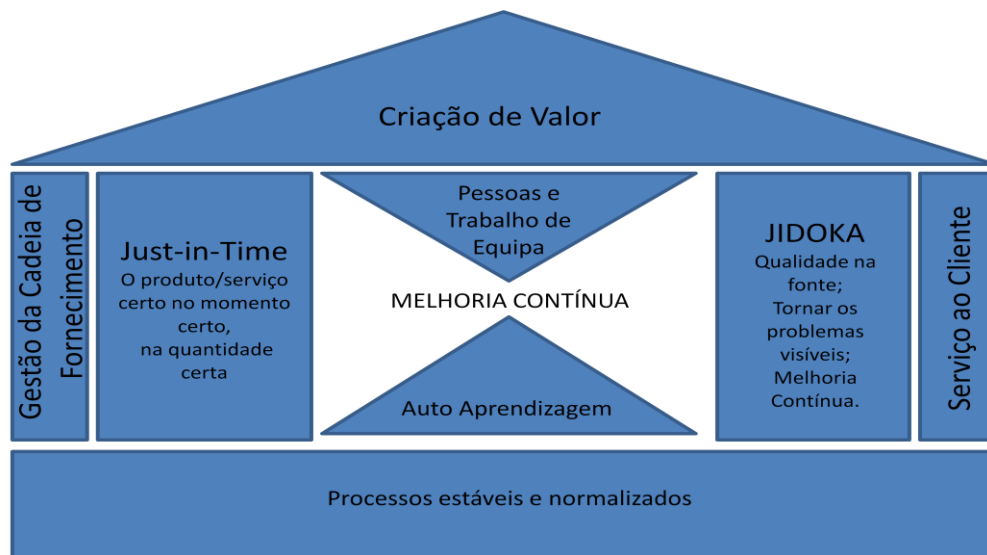 Criação de Valor
Gestão da Cadeia de
Fornecimento
Just-in-Time
O produto/serviço
certo no momento
certo,
na quantidade
certa
Pessoas e
Trabalho de
Equipa
MELHORIA CONTÍNUA
Auto Aprendizagem
JIDOKA
Qualidade na
fonte;
Tornar os
problemas
visíveis;
Melhoria
Contínua.
Serviço ao Cliente
Processos estáveis e normalizados